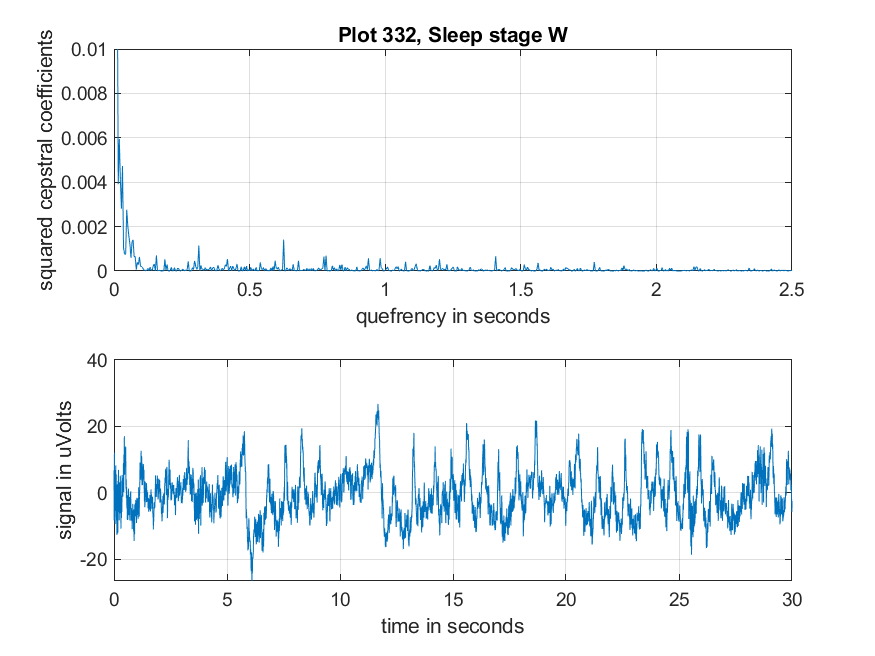 Plot 332, Sleep stage W
squared cepstral coefficients
0.01
0.008
0.006
0.004
0.002
0
0 0.5 1 1.5 2 2.5
quefrency in seconds
signal in uVolts
40
20
0
-20
0 5 10 15 20 25 30
time in seconds